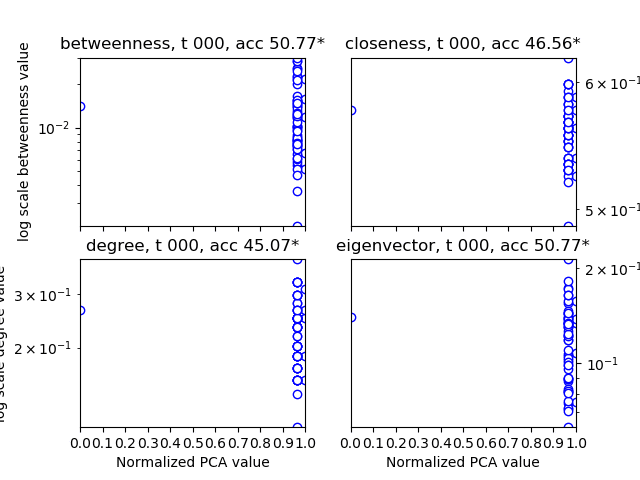 betweenness, t 000, acc 50.77*
closeness, t 000, acc 46.56*
log scale betweenness value
10⁻²
6 × 10⁻¹
5 × 10⁻¹
degree, t 000, acc 45.07*
eigenvector, t 000, acc 50.77*
log scale degree value
3 × 10⁻¹
2 × 10⁻¹
2 × 10⁻¹
10⁻¹
0.0 0.1 0.2 0.3 0.4 0.5 0.6 0.7 0.8 0.9 1.0
0.0 0.1 0.2 0.3 0.4 0.5 0.6 0.7 0.8 0.9 1.0
Normalized PCA value
Normalized PCA value